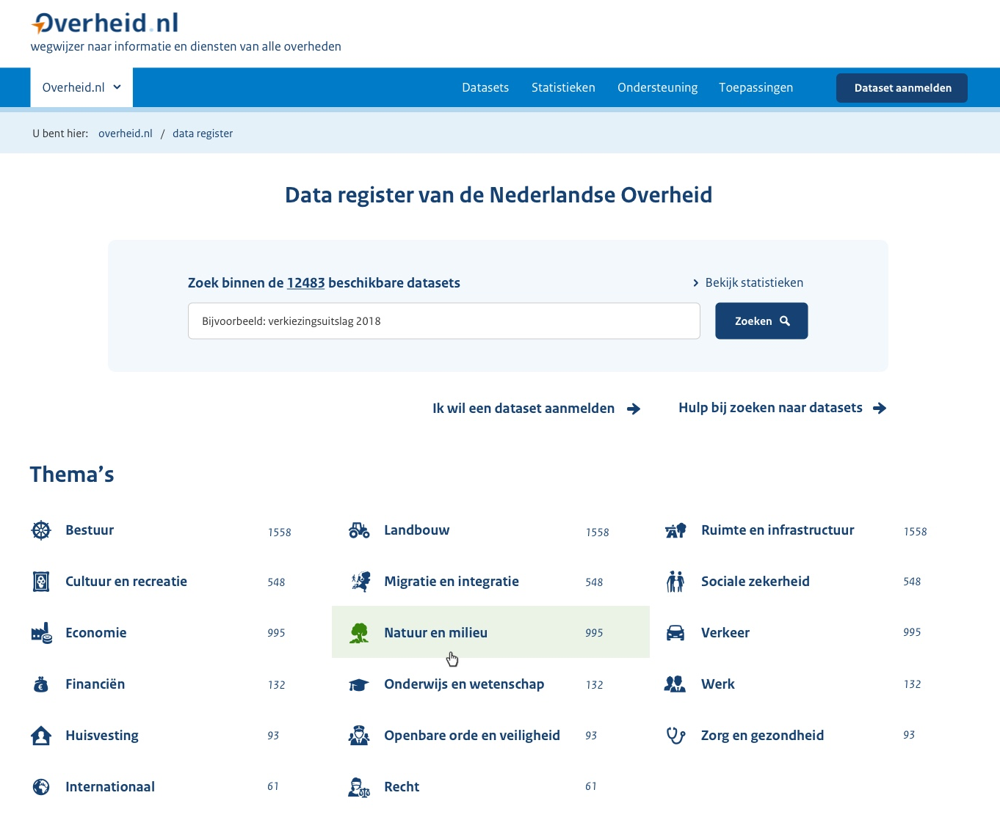 Overheid.nl
wegwijzer naar informatie en diensten van alle overheden
Overheid.nl
Datasets
Statistieken
Ondersteuning
Toepassingen
Dataset aanmelden
U bent hier: overheid.nl / data register
Data register van de Nederlandse Overheid
Zoek binnen de 12483 beschikbare datasets
Bekijk statistieken
Bijvoorbeeld: verkiezingsuitslag 2018
Zoeken
Ik wil een dataset aanmelden
Hulp bij zoeken naar datasets
Thema’s
Bestuur 1558
Cultuur en recreatie 548
Economie 995
Financiën 132
Huisvesting 93
Internationaal 61
Landbouw 1558
Migratie en integratie 548
Natuur en milieu 995
Onderwijs en wetenschap 132
Openbare orde en veiligheid 93
Recht 61
Ruimte en infrastructuur 1558
Sociale zekerheid 548
Verkeer 995
Werk 132
Zorg en gezondheid 93